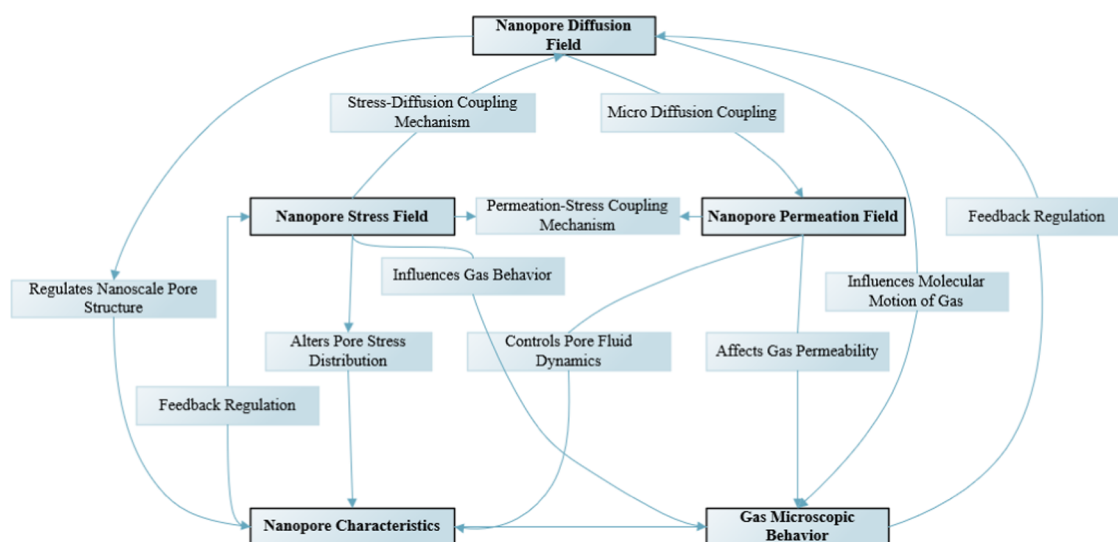 Nanopore Diffusion
Field
Stress-Diffusion Coupling
Mechanism
Micro Diffusion Coupling
Nanopore Stress Field
Permeation-Stress Coupling
Mechanism
Nanopore Permeation Field
Feedback Regulation
Regulates Nanoscale Pore
Structure
Influences Gas Behavior
Influences Molecular
Motion of Gas
Alters Pore Stress
Distribution
Controls Pore Fluid
Dynamics
Affects Gas Permeability
Feedback Regulation
Nanopore Characteristics
Gas Microscopic
Behavior